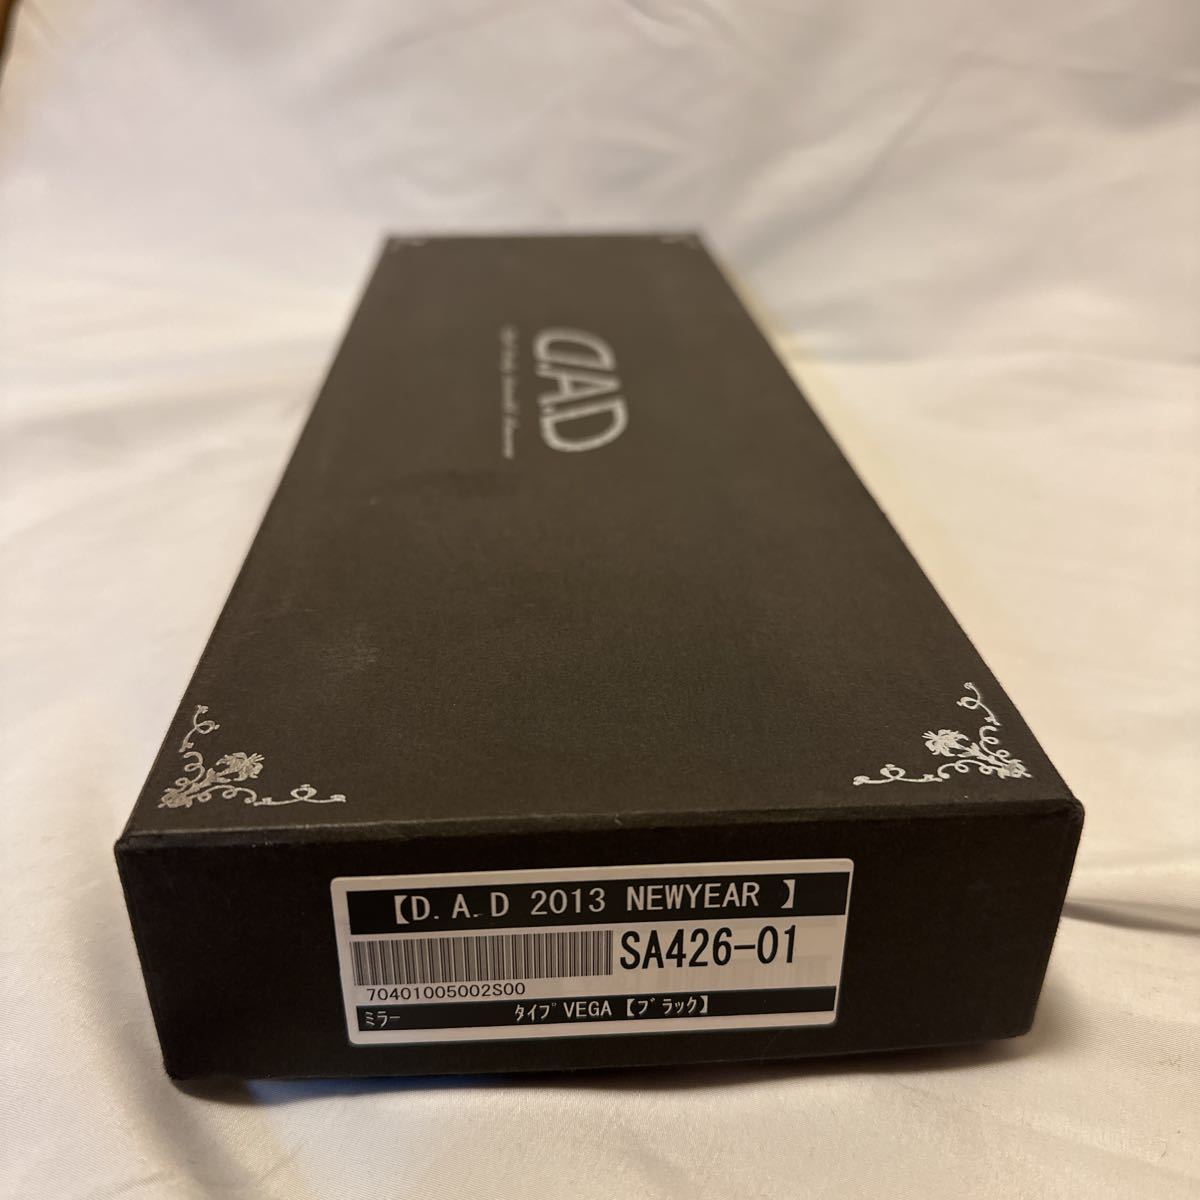 D.A.D
【D.A.D 2013 NEWYEAR 】
SA426-01
70401005002S00
ミラー ﾀｲﾌﾟVEGA【ﾌﾞﾗｯｸ】